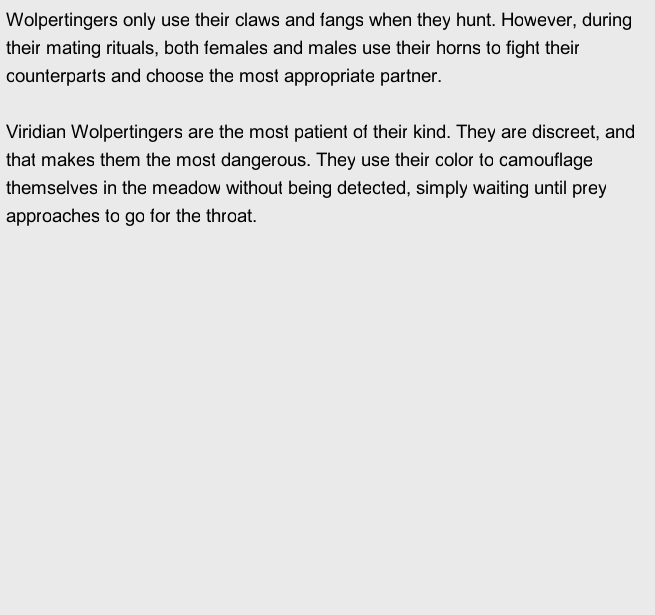 Wolpertingers only use their claws and fangs when they hunt. However, during
their mating rituals, both females and males use their horns to fight their
counterparts and choose the most appropriate partner.
Viridian Wolpertingers are the most patient of their kind. They are discreet, and
that makes them the most dangerous. They use their color to camouflage
themselves in the meadow without being detected, simply waiting until prey
approaches to go for the throat.